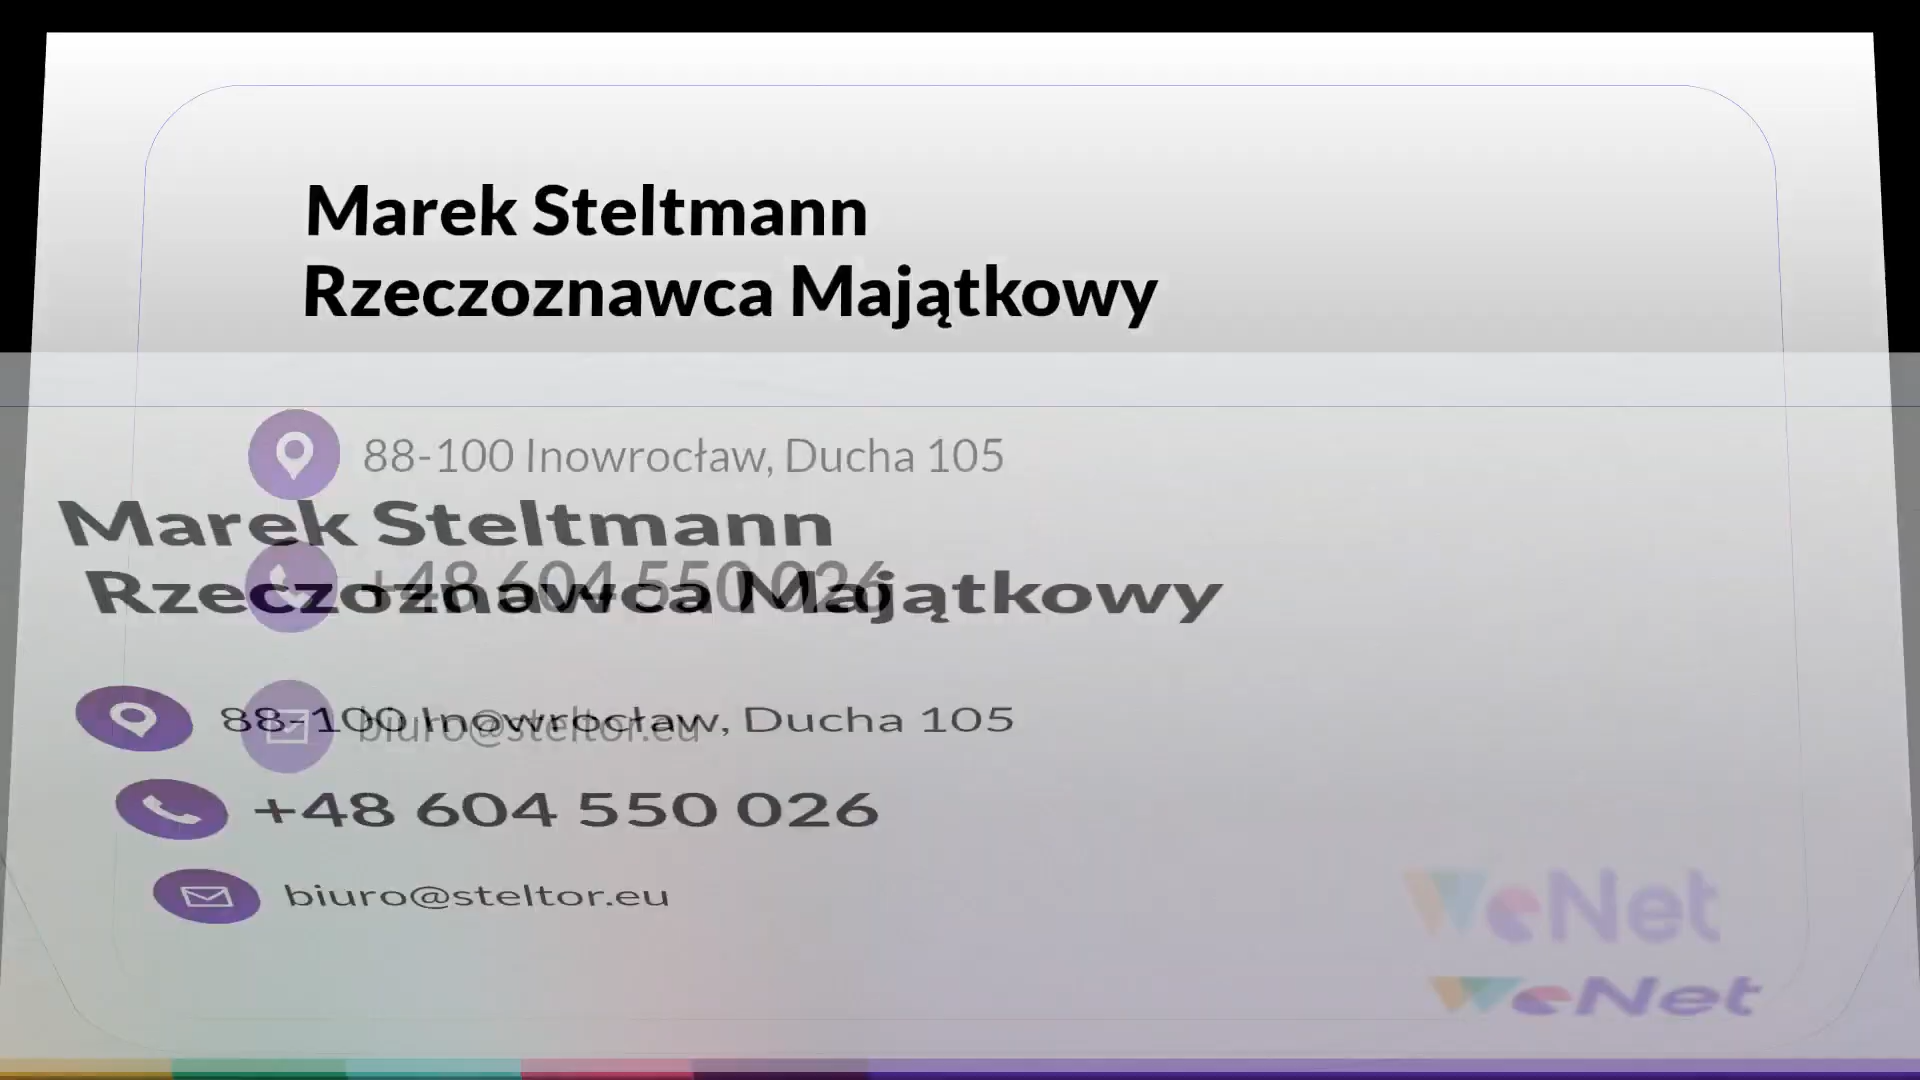 Marek Steltmann
Rzeczoznawca Majątkowy
88-100 Inowrocław, Ducha 105
+48 604 550 026
biuro@steltor.eu
Marek Steltmann
Rzeczoznawca Majątkowy
88-100 Inowrocław, Ducha 105
+48 604 550 026
biuro@steltor.eu
WeNet
WeNet